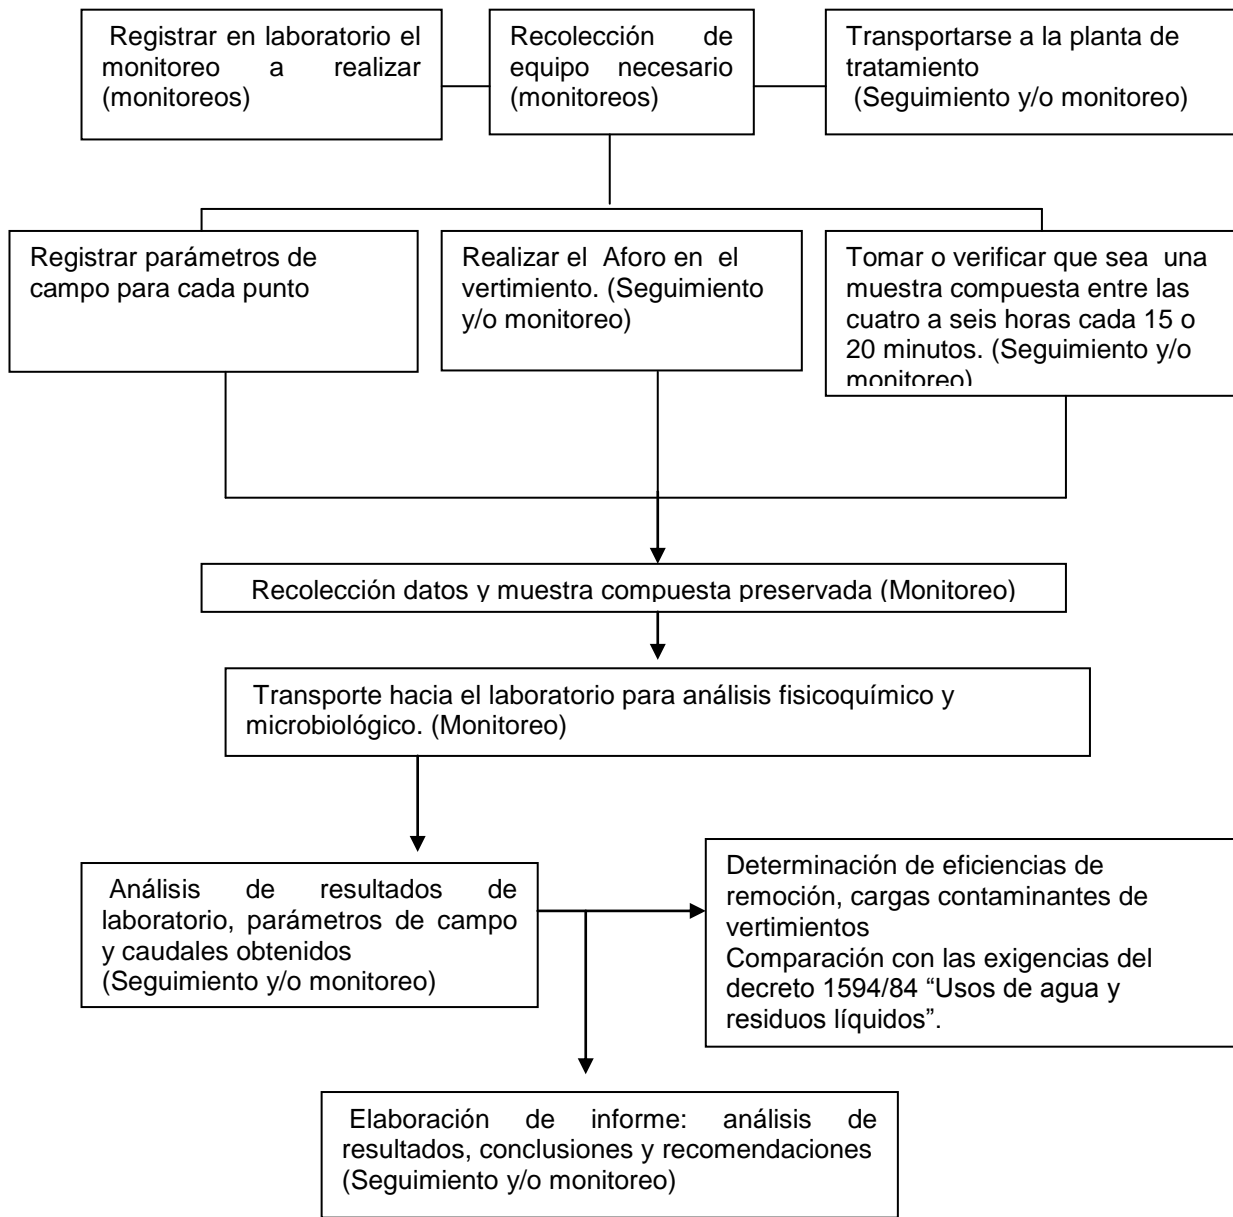 Registrar en laboratorio el
monitoreo a realizar
(monitoreos)
Recolección de
equipo necesario
(monitoreos)
Transportarse a la planta de
tratamiento
(Seguimiento y/o monitoreo)
Registrar parámetros de
campo para cada punto
Realizar el Aforo en el
vertimiento. (Seguimiento
y/o monitoreo)
Tomar o verificar que sea una
muestra compuesta entre las
cuatro a seis horas cada 15 o
20 minutos. (Seguimiento y/o
monitoreo)
Recolección datos y muestra compuesta preservada (Monitoreo)
Transporte hacia el laboratorio para análisis fisicoquímico y
microbiológico. (Monitoreo)
Análisis de resultados de
laboratorio, parámetros de campo
y caudales obtenidos
(Seguimiento y/o monitoreo)
Determinación de eficiencias de
remoción, cargas contaminantes de
vertimientos
Comparación con las exigencias del
decreto 1594/84 “Usos de agua y
residuos líquidos”.
Elaboración de informe: análisis de
resultados, conclusiones y recomendaciones
(Seguimiento y/o monitoreo)